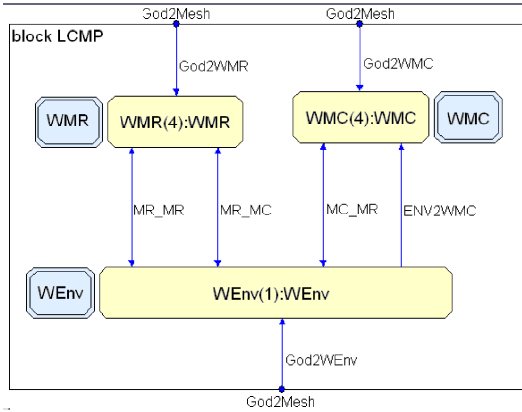 God2Mesh God2Mesh
block LCMP
God2WMR God2WMC
WMR WMR(4):WMR WMC(4):WMC WMC
MR_MR MR_MC MC_MR ENV2WMC
WEnv WEnv(1):WEnv
God2WEnv
God2Mesh